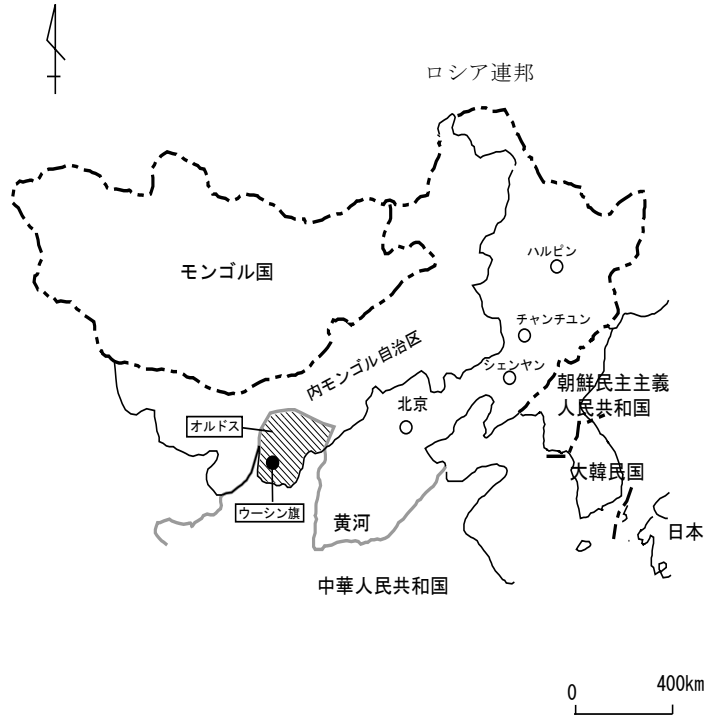 ロシア連邦
モンゴル国
ハルピン
チャンチユン
シェンヤン
内モンゴル自治区
朝鮮民主主義
人民共和国
北京
オルドス
大韓民国
ウーシン旗
黄河
日本
中華人民共和国
0 400km